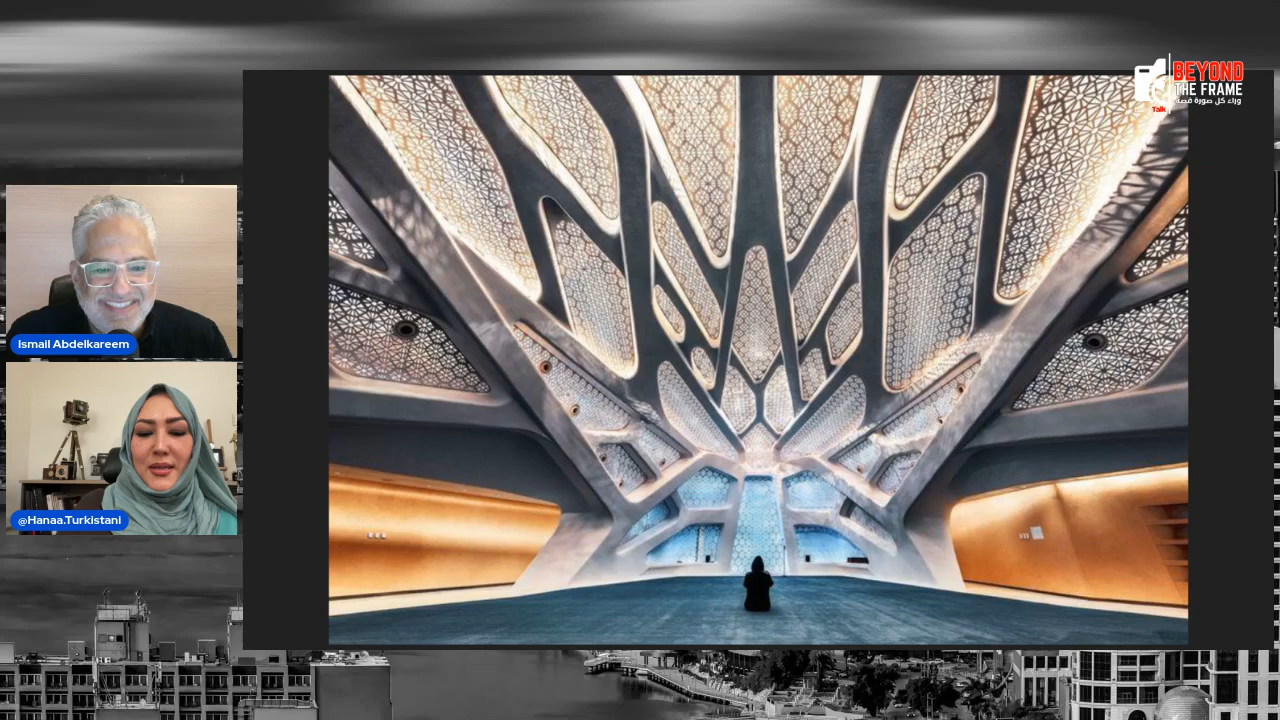 BEYOND
THE FRAME
وراء كل صورة قصة
Talk
Ismail Abdelkareem
@Hanaa.Turkistani